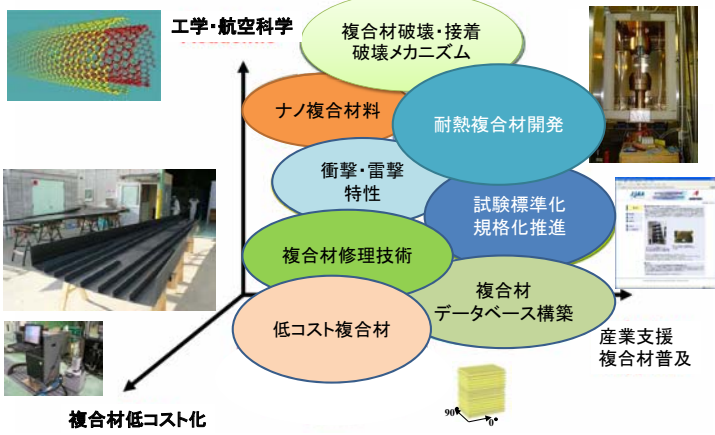 工学・航空科学
複合材破壊・接着
破壊メカニズム
ナノ複合材料
耐熱複合材開発
衝撃・雷撃
特性
試験標準化
規格化推進
複合材修理技術
複合材
データベース構築
低コスト複合材
産業支援
複合材普及
複合材低コスト化
90°
0°